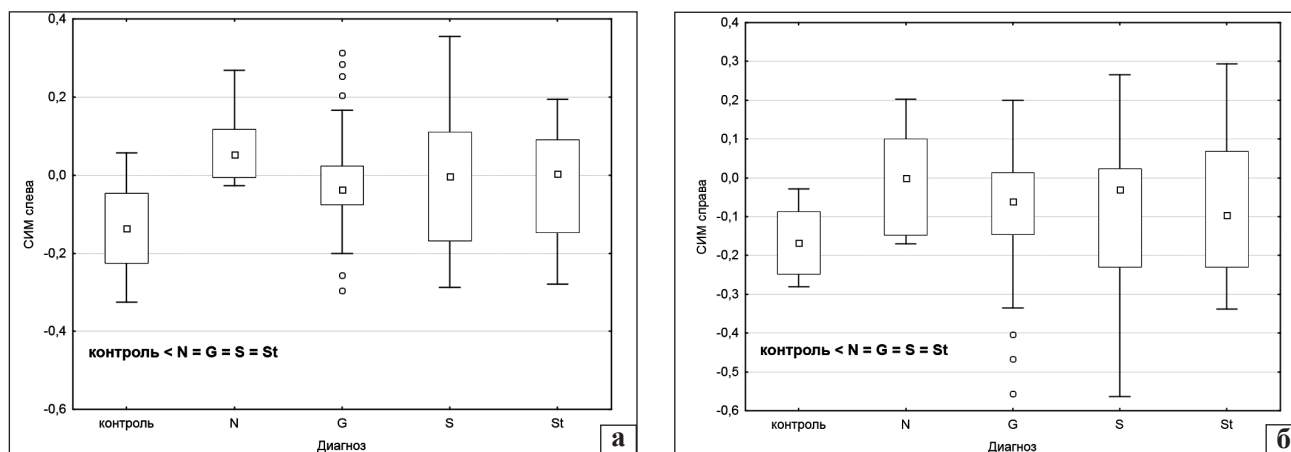 0,4
0,2
0,0
-0,2
-0,4
-0,6
СИМ слева
контроль < N = G = S = St
контроль N G S St
Диагноз
а
0,4
0,3
0,2
0,1
0,0
-0,1
-0,2
-0,3
-0,4
-0,5
-0,6
СИМ справа
контроль < N = G = S = St
контроль N G S St
Диагноз
б